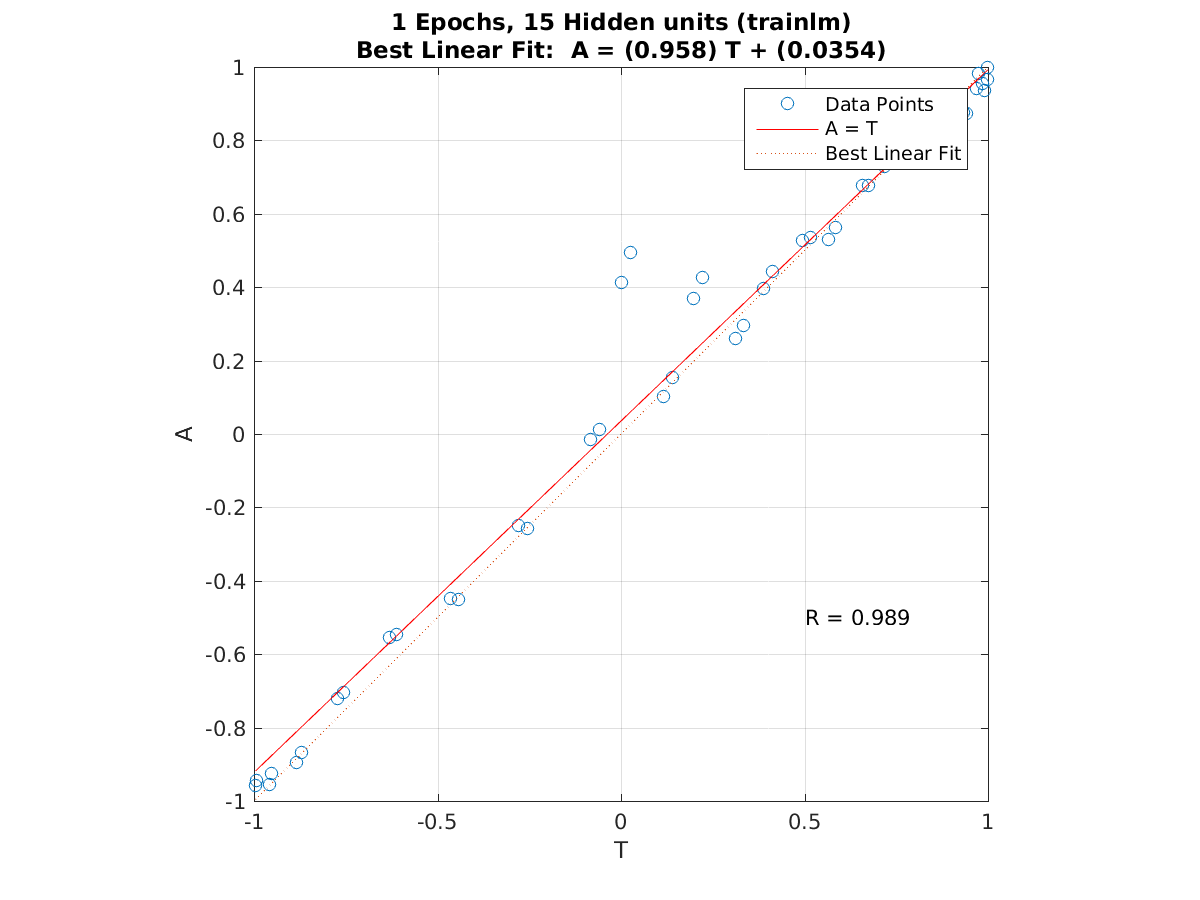 1 Epochs, 15 Hidden units (trainlm)
Best Linear Fit:  A = (0.958) T + (0.0354)
1
Data Points
A = T
Best Linear Fit
0.8
0.6
0.4
0.2
A
0
-0.2
-0.4
R = 0.989
-0.6
-0.8
-1
-1
-0.5
0
0.5
1
T